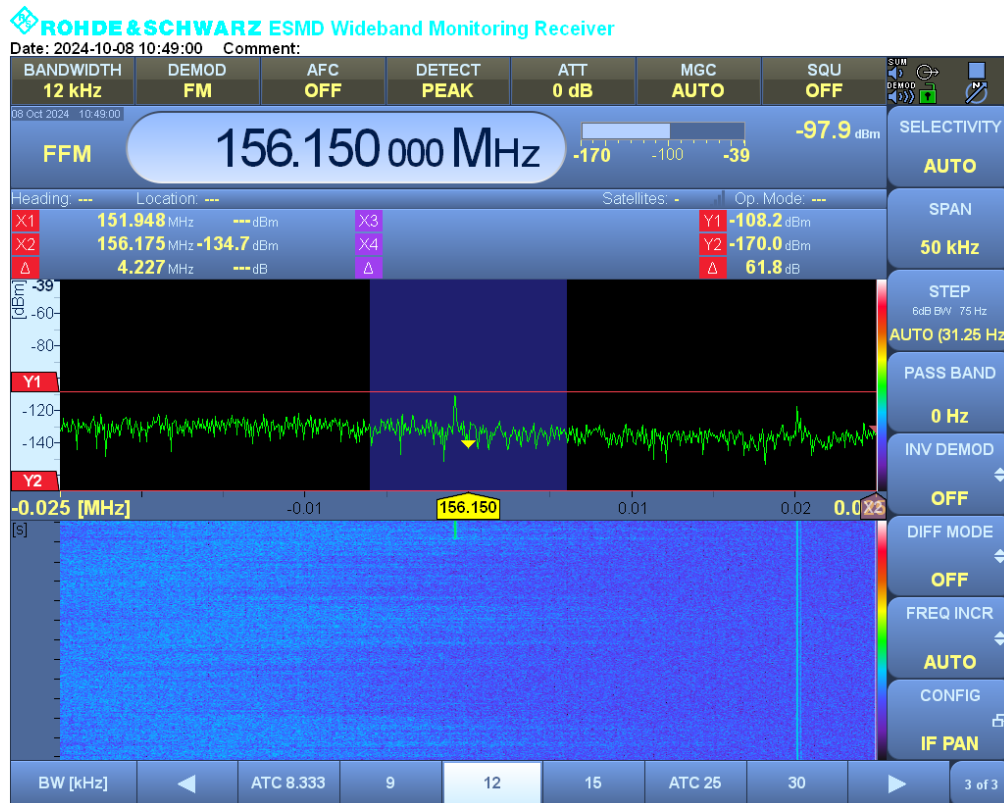 ROHDE & SCHWARZ ESMD Wideband Monitoring Receiver
Date: 2024-10-08 10:49:00 Comment:
BANDWIDTH DEMOD AFC DETECT ATT MGC SQU
12 kHz FM OFF PEAK 0 dB AUTO OFF
SUM
DEMOD
08 Oct 2024 10:49:00
FFM
156.150 000 MHz
-170 -100 -39
-97.9 dBm
Heading: --- Location: --- Satellites: - Op. Mode: ---
X1 151.948 MHz --- dBm X3 Y1 -108.2 dBm
X2 156.175 MHz -134.7 dBm X4 Y2 -170.0 dBm
Δ 4.227 MHz --- dB Δ Δ 61.8 dB
[dBm]
-39
-60
-80
Y1
-120
-140
Y2
-0.025 [MHz] -0.01 156.150 0.01 0.02 0.0 X2
[s]
SELECTIVITY
AUTO
SPAN
50 kHz
STEP
6dB BW 75 Hz
AUTO (31.25 Hz
PASS BAND
0 Hz
INV DEMOD
OFF
DIFF MODE
OFF
FREQ INCR
AUTO
CONFIG
IF PAN
BW [kHz] ATC 8.333 9 12 15 ATC 25 30 3 of 3